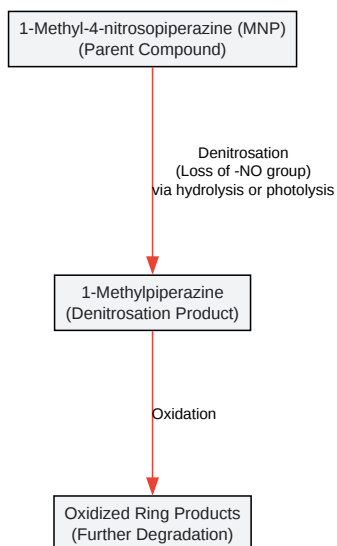 1-Methyl-4-nitrosopiperazine (MNP)
(Parent Compound)
Denitrosation
(Loss of -NO group)
via hydrolysis or photolysis
1-Methylpiperazine
(Denitrosation Product)
Oxidation
Oxidized Ring Products
(Further Degradation)